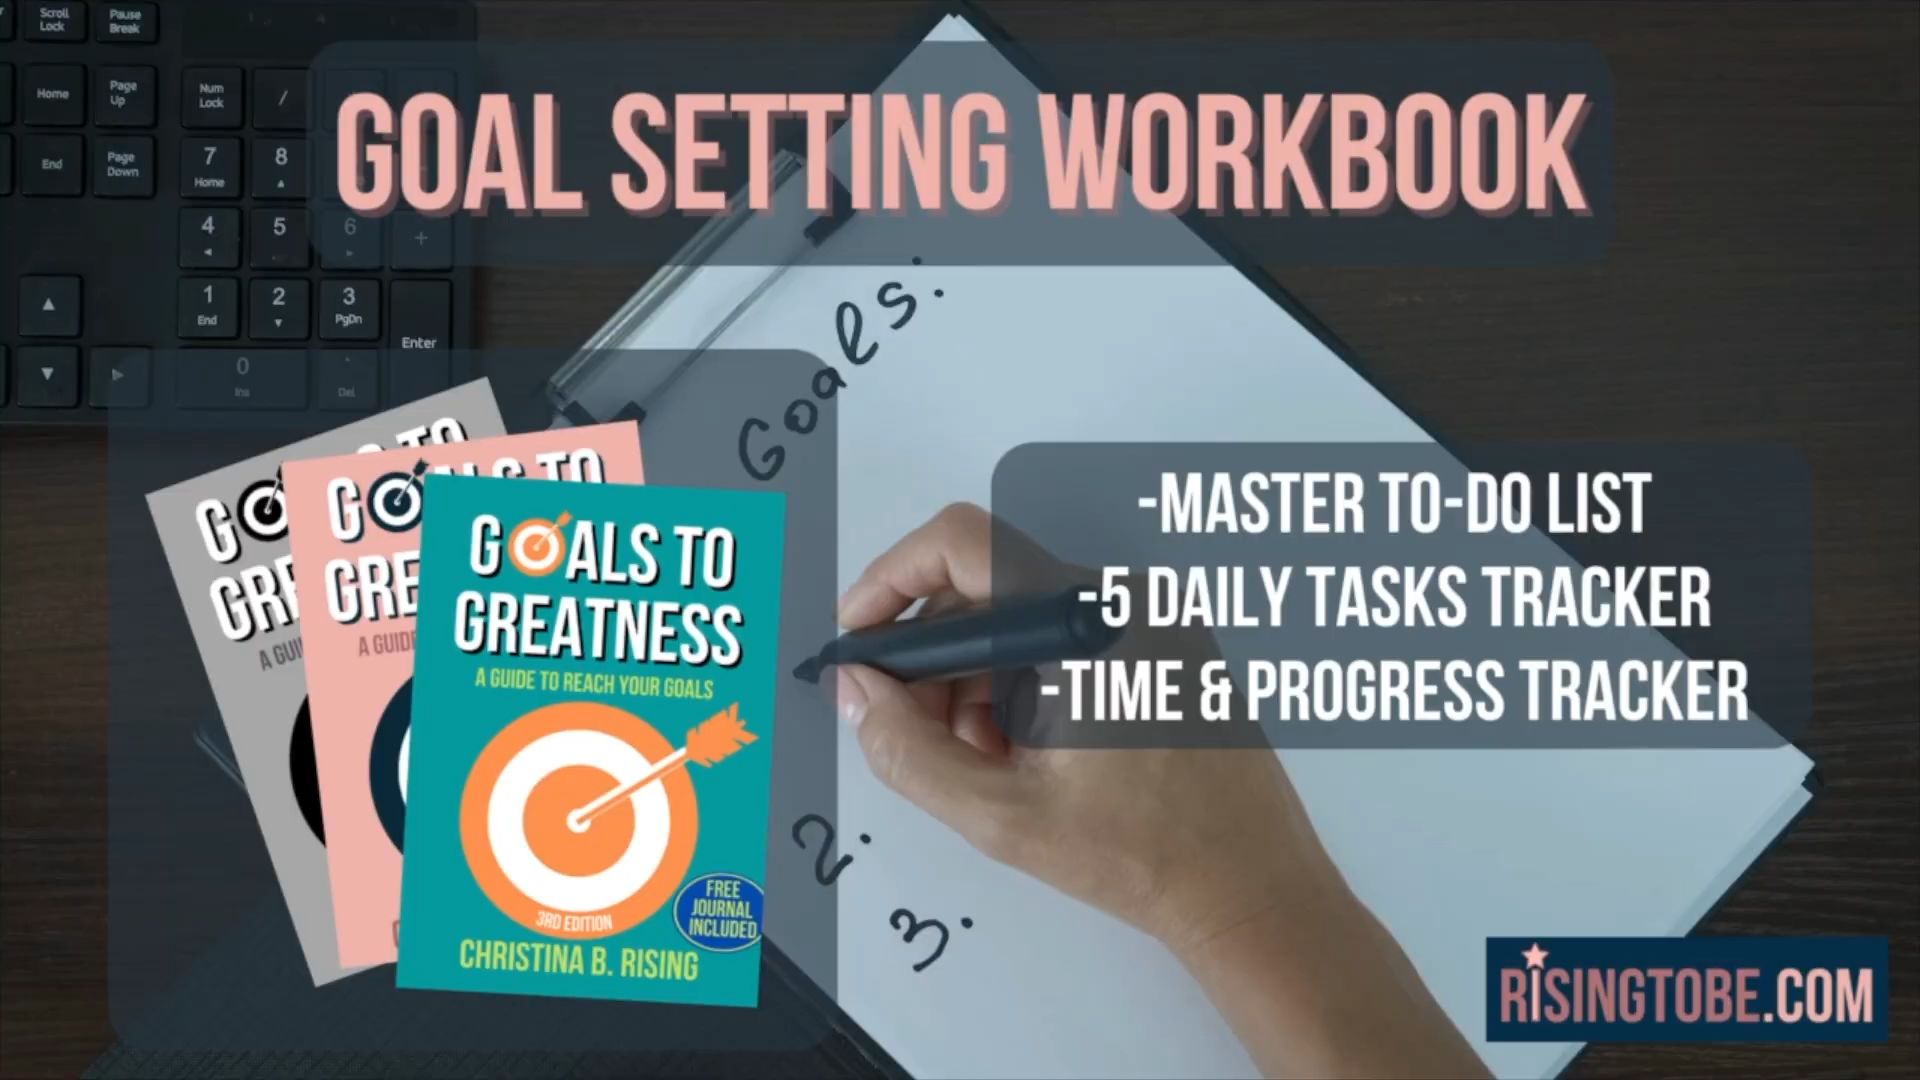 Scroll Lock
Pause Break
Home
Page Up
Num Lock
/
End
Page Down
7 Home
8
4
5
6
+
1 End
2
3 PgDn
Enter
0 Ins
Del
GOAL SETTING WORKBOOK
Goals:
2.
3.
GOALS TO
GREATNESS
A GUIDE TO REACH YOUR GOALS
3RD EDITION
FREE
JOURNAL
INCLUDED
CHRISTINA B. RISING
-MASTER TO-DO LIST
-5 DAILY TASKS TRACKER
-TIME & PROGRESS TRACKER
RISINGTOBE.COM